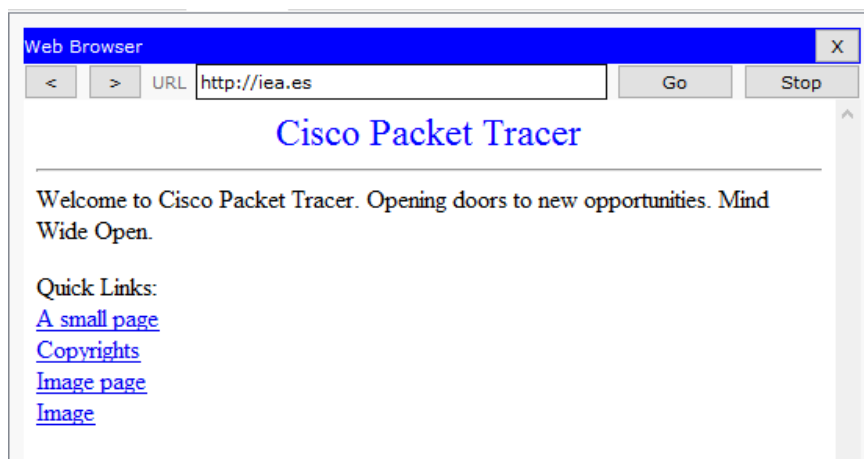 Web Browser X
< > URL http://iea.es Go Stop
Cisco Packet Tracer
Welcome to Cisco Packet Tracer. Opening doors to new opportunities. Mind
Wide Open.
Quick Links:
A small page
Copyrights
Image page
Image